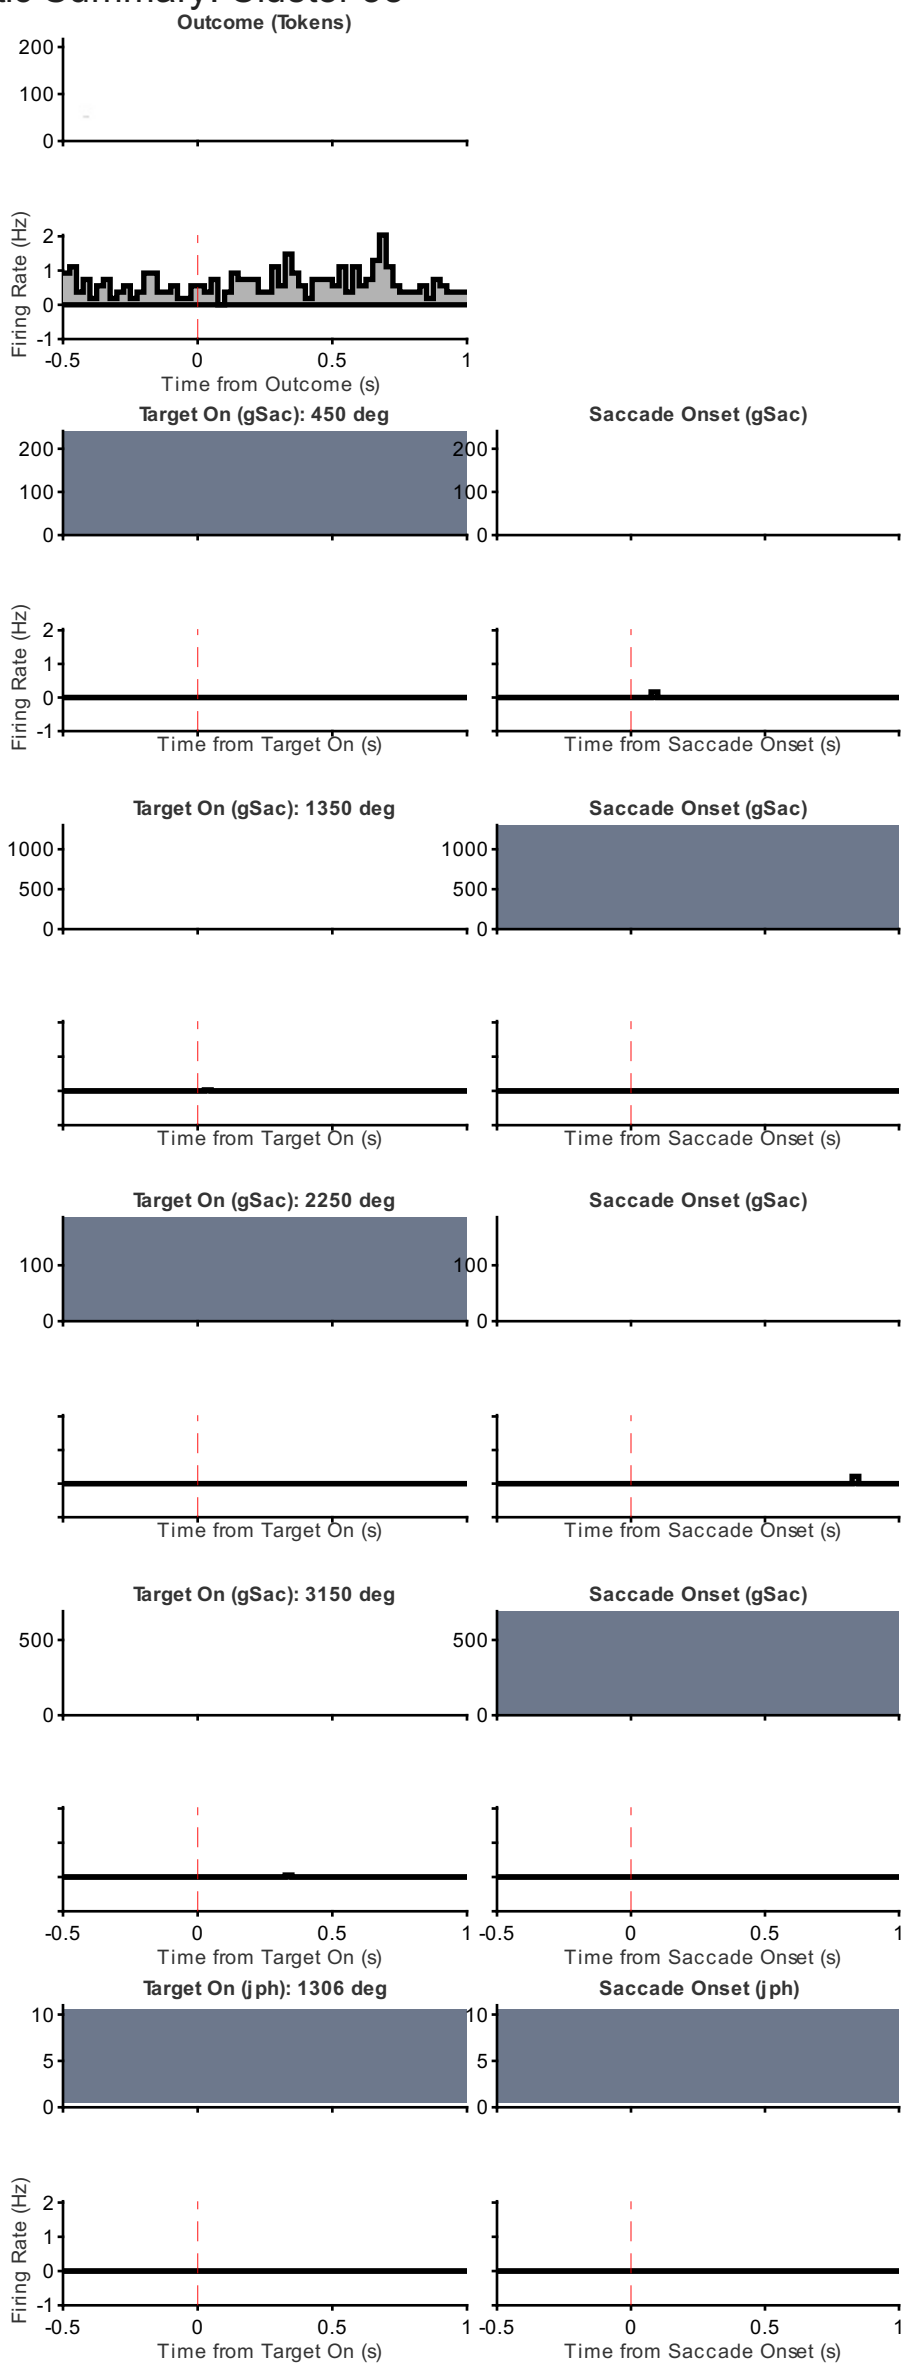 Summary: Cluster
Outcome (Tokens)
200
100
0
Firing Rate (Hz)
2
1
0
-1
-0.5 0 0.5 1
Time from Outcome (s)
Target On (gSac): 450 deg Saccade Onset (gSac)
200 200
100 100
0 0
Firing Rate (Hz)
2
1
0
-1
Time from Target On (s) Time from Saccade Onset (s)
Target On (gSac): 1350 deg Saccade Onset (gSac)
1000 1000
500 500
0 0
Time from Target On (s) Time from Saccade Onset (s)
Target On (gSac): 2250 deg Saccade Onset (gSac)
100 100
0 0
Time from Target On (s) Time from Saccade Onset (s)
Target On (gSac): 3150 deg Saccade Onset (gSac)
500 500
0 0
-0.5 0 0.5 1 -0.5 0 0.5 1
Time from Target On (s) Time from Saccade Onset (s)
Target On (jph): 1306 deg Saccade Onset (jph)
10 10
5 5
0 0
Firing Rate (Hz)
2
1
0
-1
-0.5 0 0.5 1 -0.5 0 0.5 1
Time from Target On (s) Time from Saccade Onset (s)